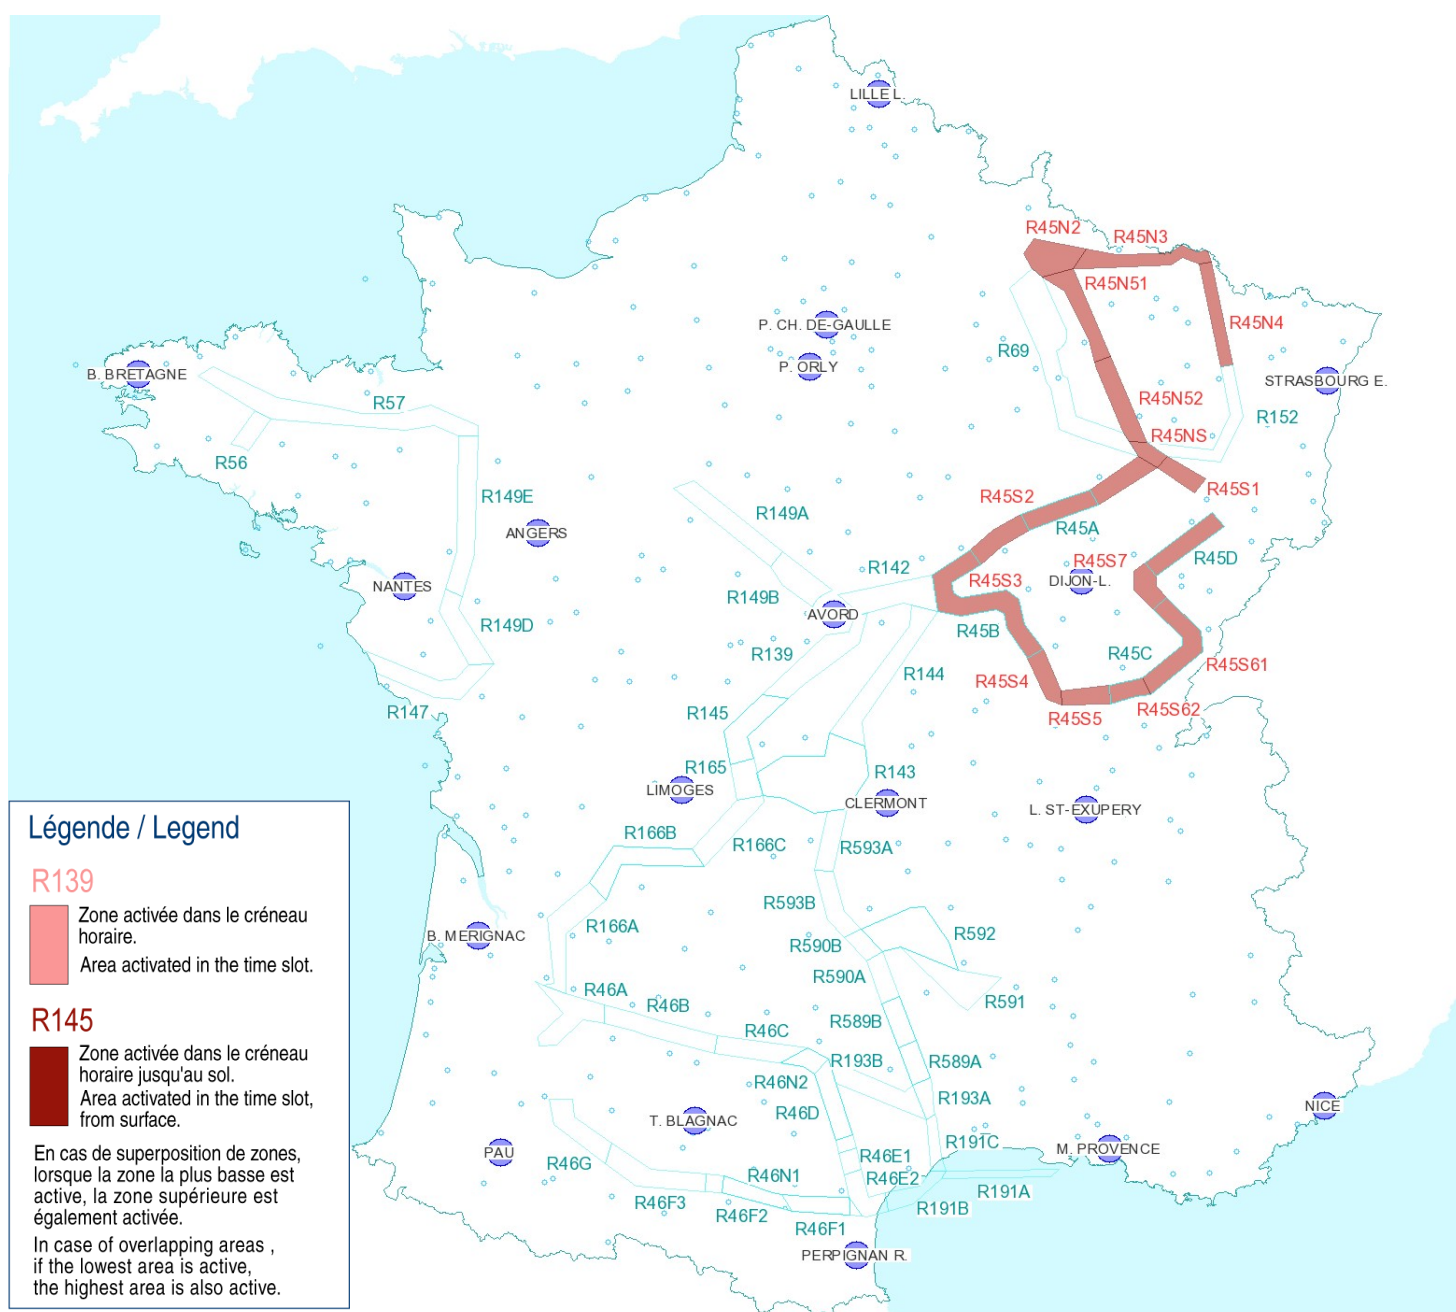 LILLE L.
R45N2
R45N3
R45N51
P. CH. DE-GAULLE
R45N4
R69
P. ORLY
B. BRETAGNE
STRASBOURG E.
R57
R45N52
R152
R45NS
R56
R149E
R45S1
R45S2
R149A
R45A
ANGERS
R45S7
R45D
R142
R45S3
DIJON-L.
NANTES
R149B
AVORD
R149D
R45B
R139
R45C
R45S61
R144
R45S4
R147
R145
R45S5
R45S62
R165
R143
LIMOGES
CLERMONT
L. ST-EXUPERY
R166B
R166C
R593A
R593B
R166A
B. MERIGNAC
R590B
R592
R590A
R46A
R46B
R591
R46C
R589B
R193B
R589A
R46N2
R193A
R46D
NICE
T. BLAGNAC
R191C
M. PROVENCE
PAU
R46E1
R46G
R46N1
R46E2
R191A
R46F3
R46F2
R191B
R46F1
PERPIGNAN R.
Légende / Legend
R139
Zone activée dans le créneau
horaire.
Area activated in the time slot.
R145
Zone activée dans le créneau
horaire jusqu'au sol.
Area activated in the time slot,
from surface.
En cas de superposition de zones,
lorsque la zone la plus basse est
active, la zone supérieure est
également activée.
In case of overlapping areas ,
if the lowest area is active,
the highest area is also active.